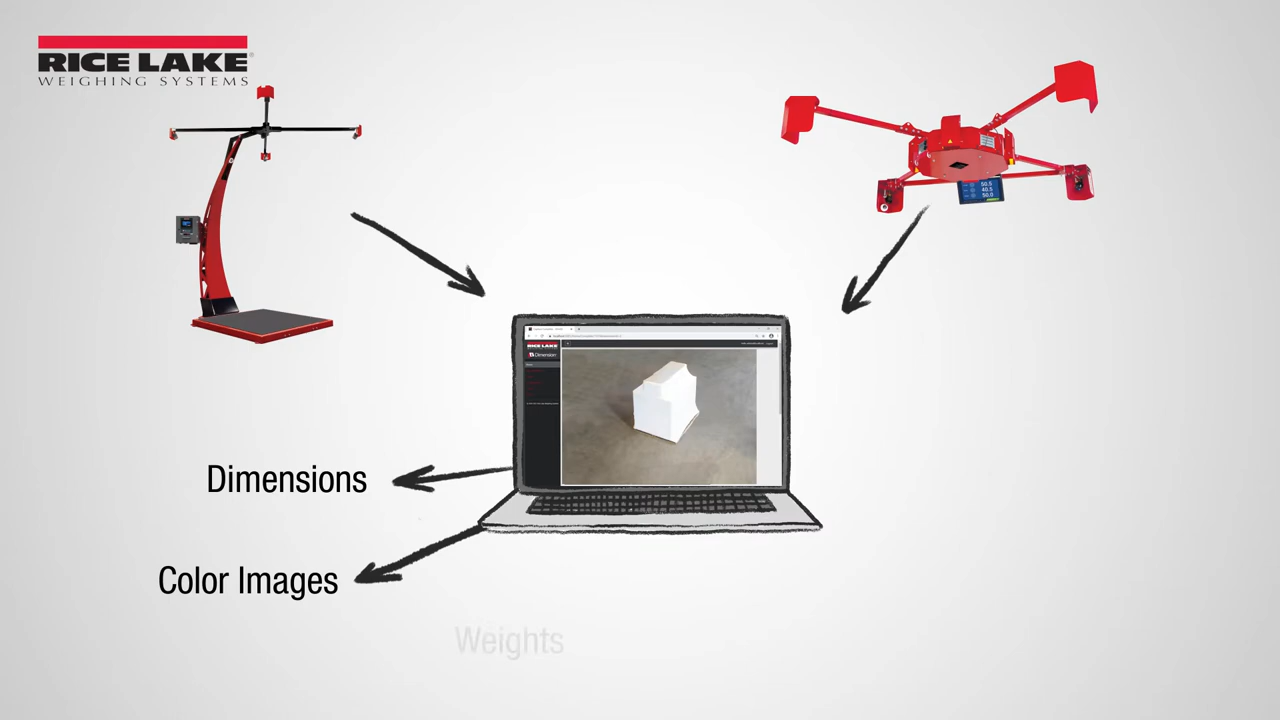 RICE LAKE
WEIGHING SYSTEMS
50.5
40.5
50.0
RICE LAKE
Dimension
Dimensions
Color Images
Weights